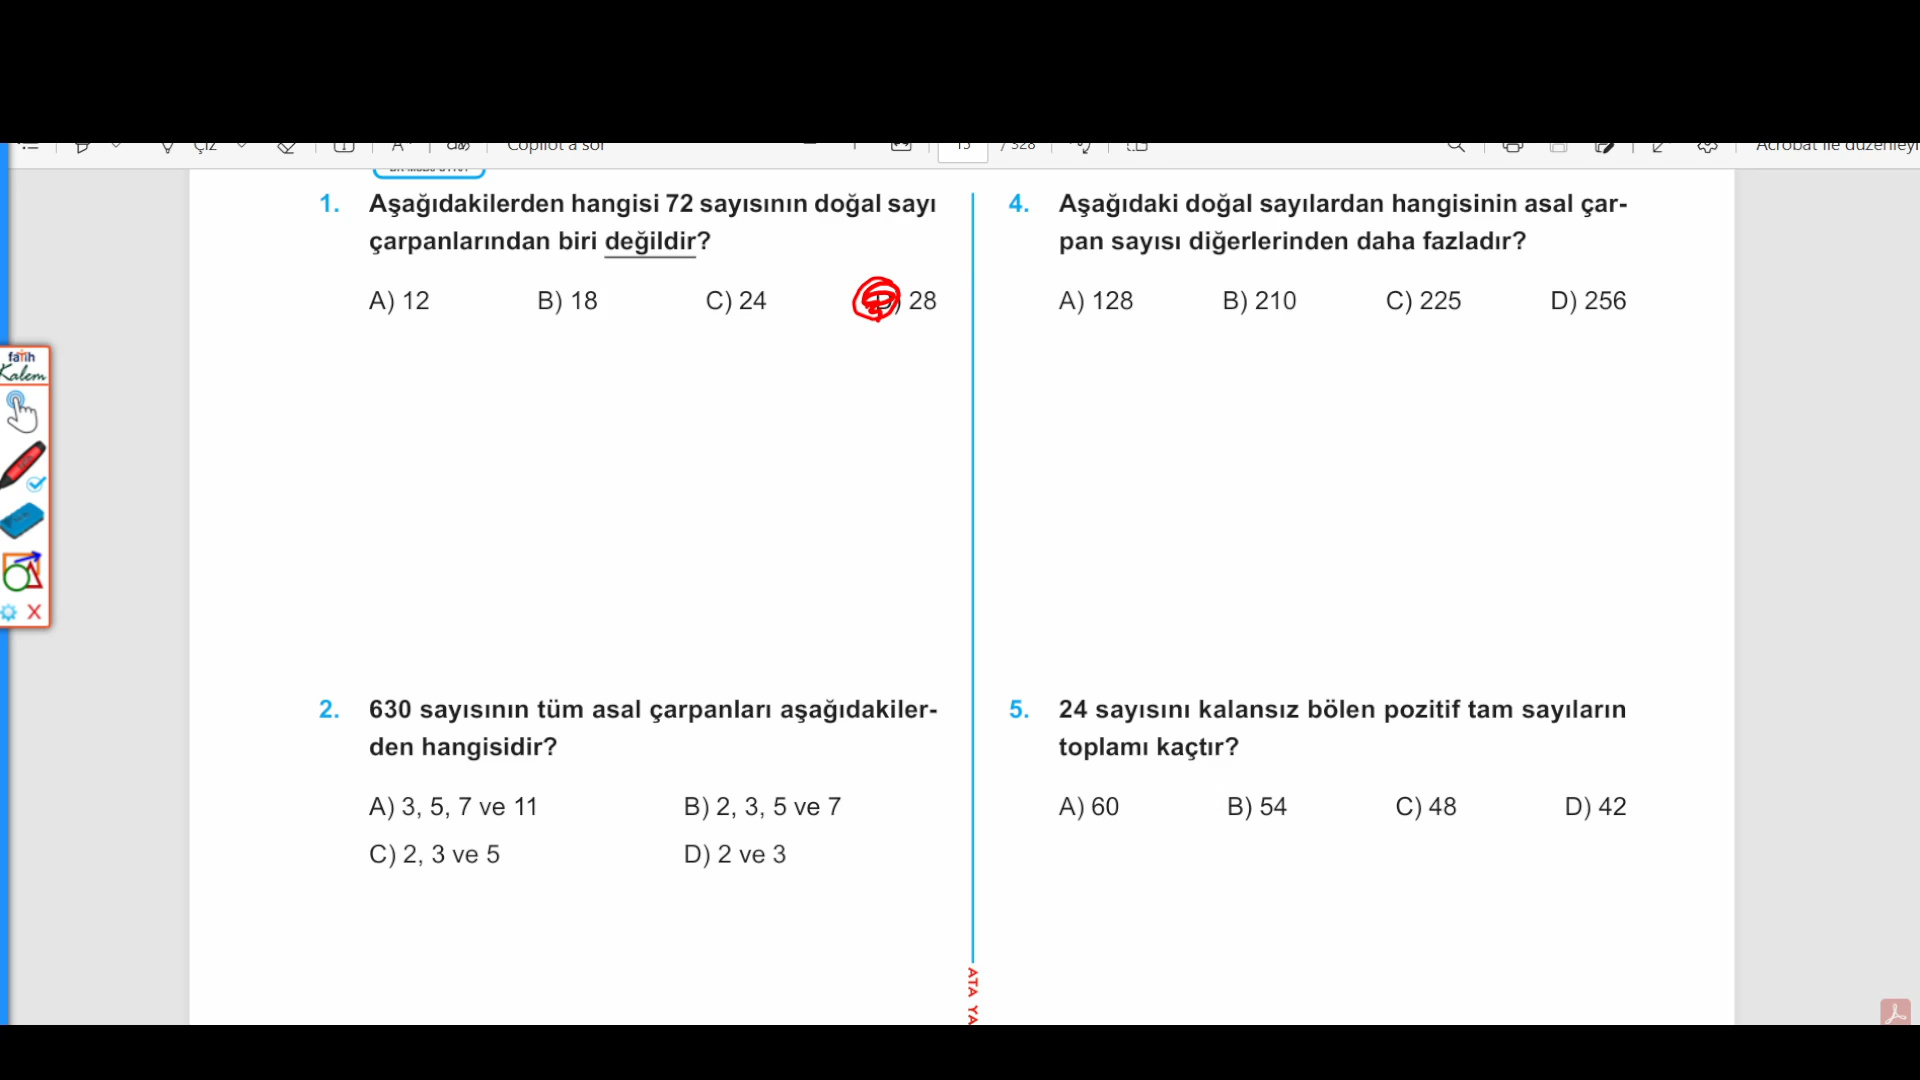 Çiz
Copilot'a sor
15 / 328
Acrobat ile düzenleyi
fatih
Kalem
1. Aşağıdakilerden hangisi 72 sayısının doğal sayı
çarpanlarından biri değildir?
A) 12 B) 18 C) 24 D) 28
2. 630 sayısının tüm asal çarpanları aşağıdakiler-
den hangisidir?
A) 3, 5, 7 ve 11 B) 2, 3, 5 ve 7
C) 2, 3 ve 5 D) 2 ve 3
4. Aşağıdaki doğal sayılardan hangisinin asal çar-
pan sayısı diğerlerinden daha fazladır?
A) 128 B) 210 C) 225 D) 256
5. 24 sayısını kalansız bölen pozitif tam sayıların
toplamı kaçtır?
A) 60 B) 54 C) 48 D) 42
ATA YA